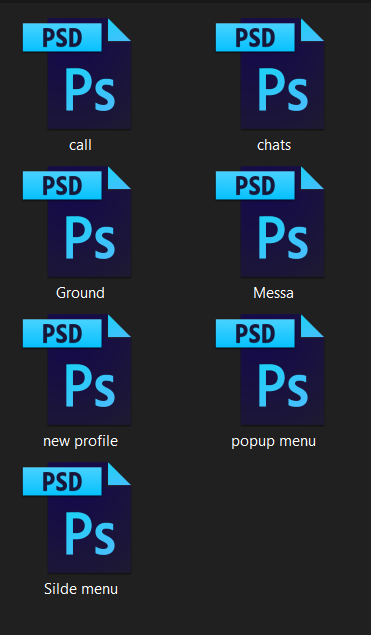 PSD PSD
Ps Ps
call chats
PSD PSD
Ps Ps
Ground Messa
PSD PSD
Ps Ps
new profile popup menu
PSD
Ps
Silde menu